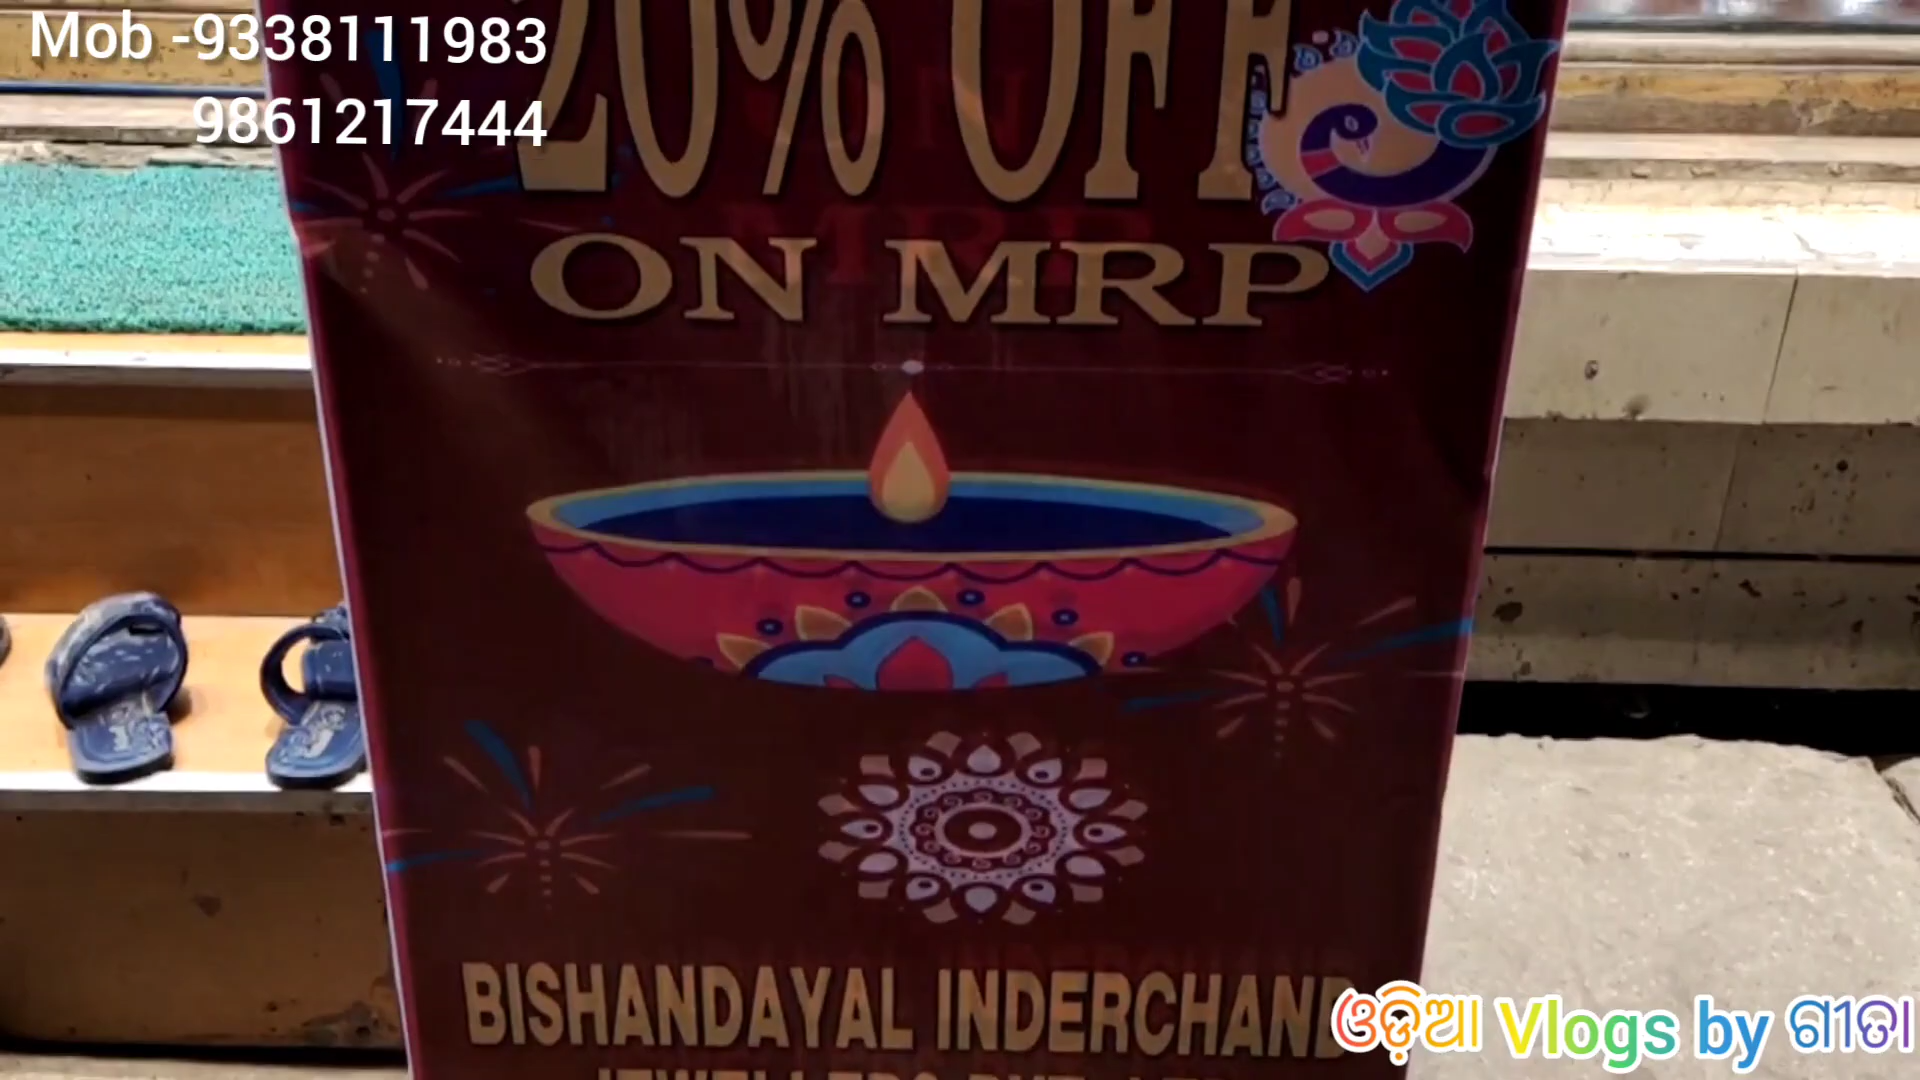 Mob -9338111983
9861217444
20% OFF
ON MRP
BISHANDAYAL INDERCHAND
ଓଡ଼ିଆ Vlogs by ଗୀତା